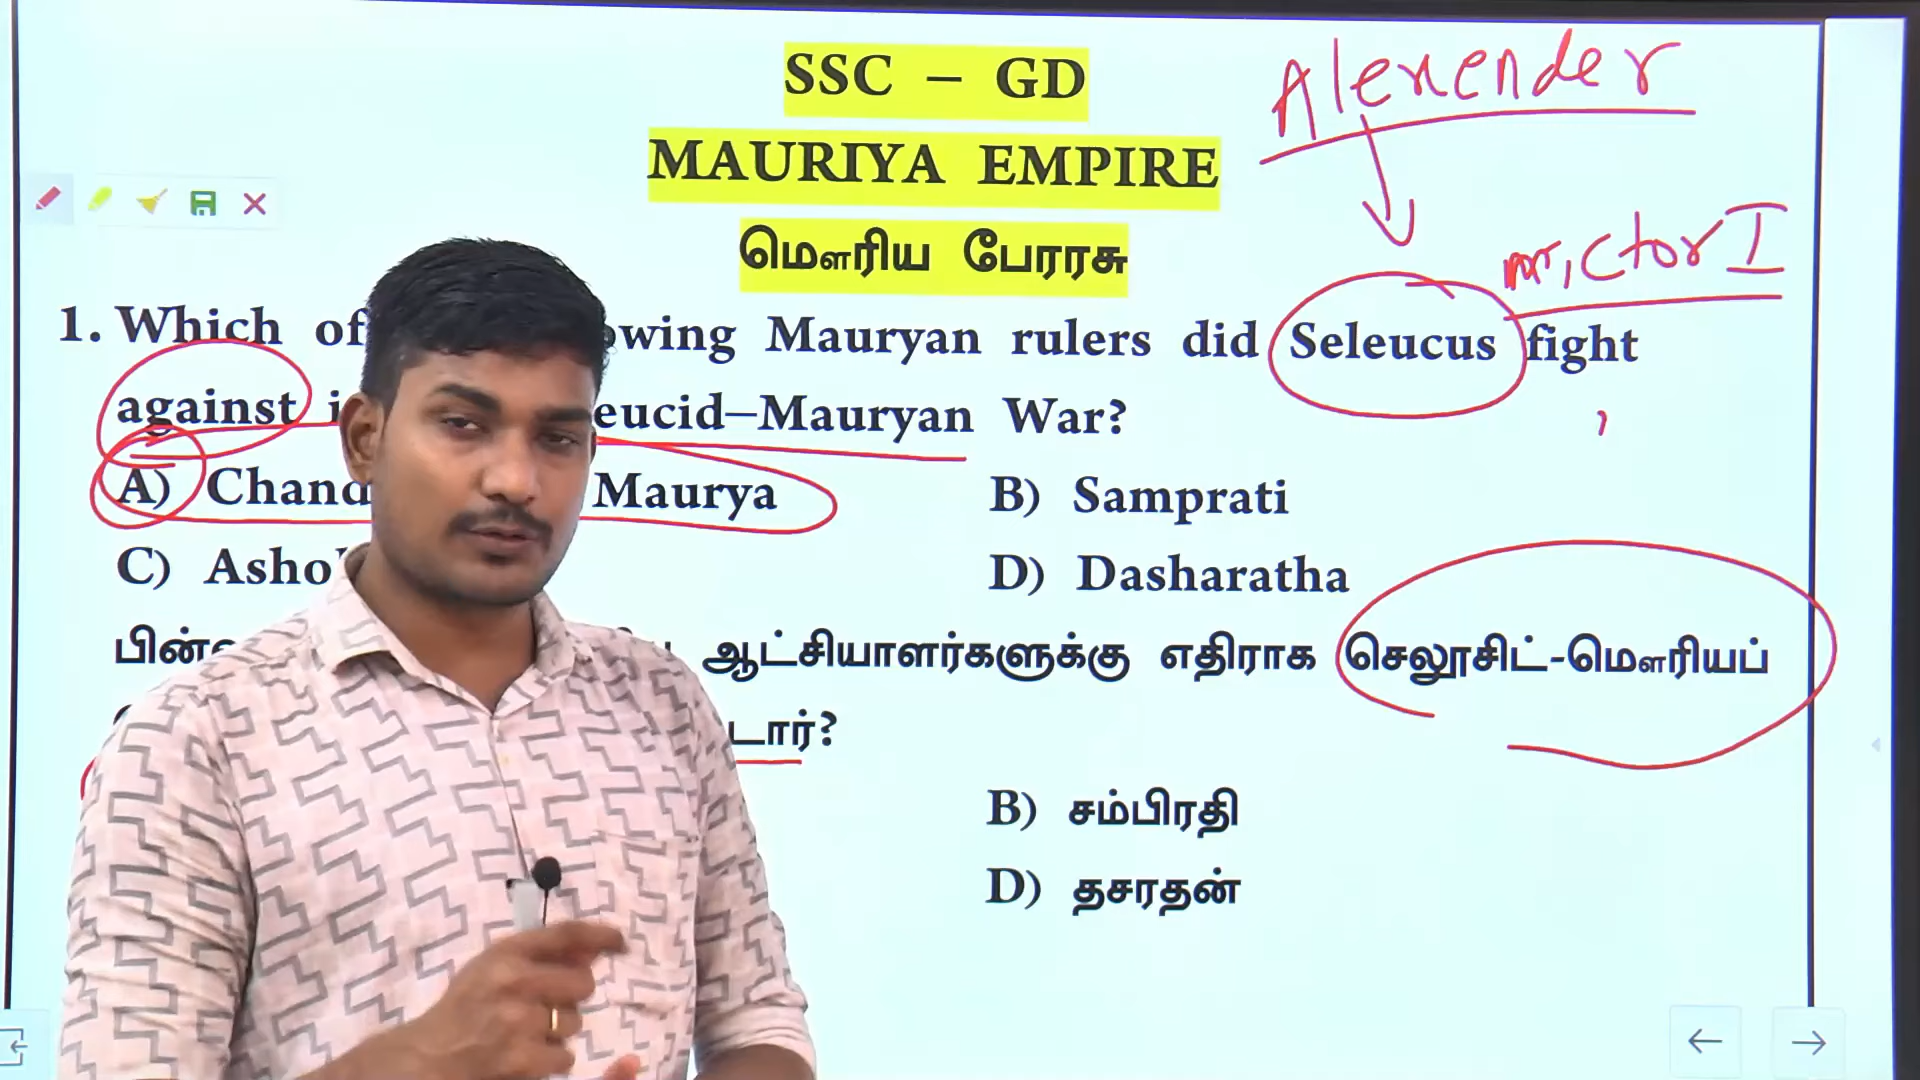 SSC – GD
Alexender
MAURIYA EMPIRE
மௌரிய பேரரசு
ctor I
1. Which of owing Mauryan rulers did Seleucus fight
against i eucid–Mauryan War?
A) Chand Maurya B) Samprati
C) Asho D) Dasharatha
பின்வ ஆட்சியாளர்களுக்கு எதிராக செலூசிட்-மௌரியப்
டார்?
B) சம்பிரதி
D) தசரதன்